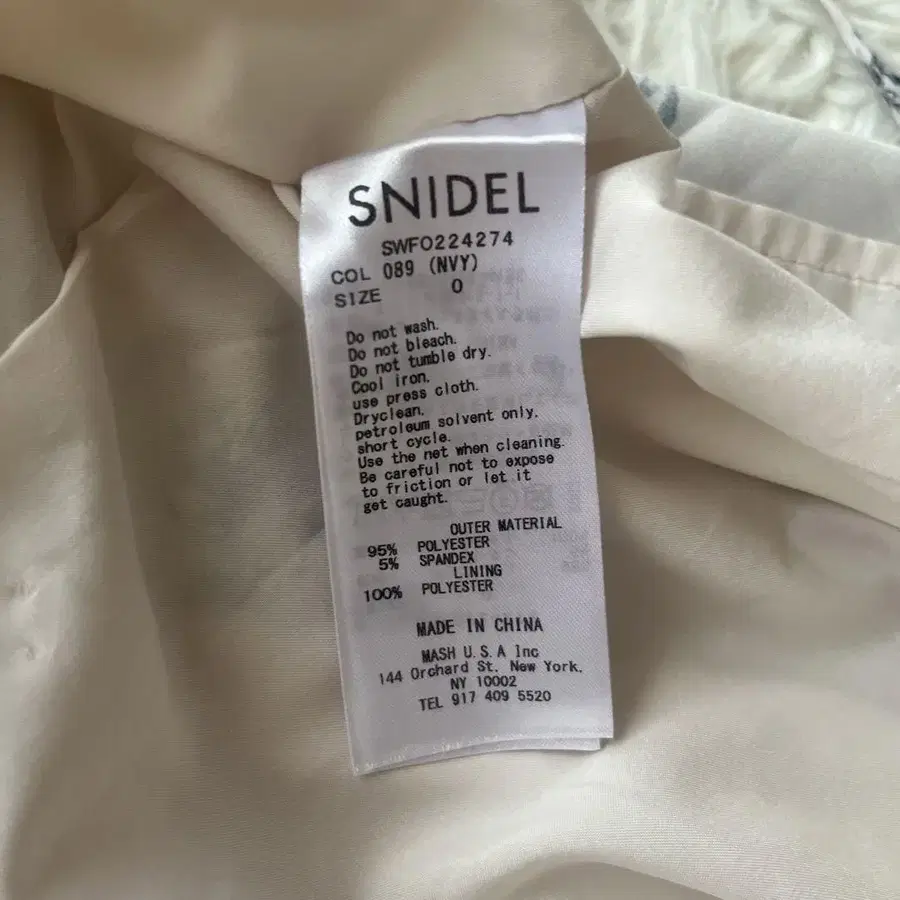 SNIDEL
SWFO224274
COL 089 (NVY)
SIZE 0
Do not wash.
Do not bleach.
Do not tumble dry.
Cool iron.
use press cloth.
Dryclean.
petroleum solvent only.
short cycle.
Use the net when cleaning.
Be careful not to expose
to friction or let it
get caught.
OUTER MATERIAL
95% POLYESTER
5% SPANDEX
LINING
100% POLYESTER
MADE IN CHINA
MASH U.S.A Inc
144 Orchard St. New York.
NY 10002
TEL 917 409 5520